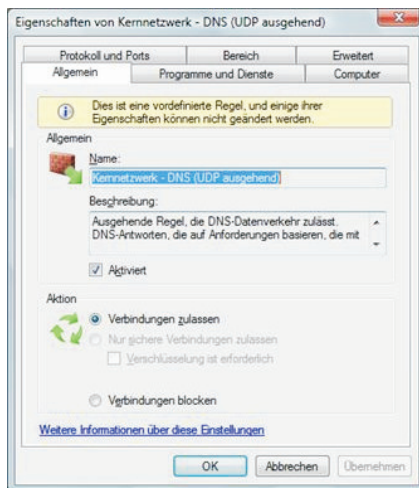 Eigenschaften von Kernnetzwerk - DNS (UDP ausgehend)
Protokoll und Ports Bereich Erweitert
Allgemein Programme und Dienste Computer
Dies ist eine vordefinierte Regel, und einige ihrer
Eigenschaften können nicht geändert werden.
Allgemein
Name:
Kernnetzwerk - DNS (UDP ausgehend)
Beschreibung:
Ausgehende Regel, die DNS-Datenverkehr zulässt.
DNS-Antworten, die auf Anforderungen basieren, die mit
Aktiviert
Aktion
Verbindungen zulassen
Nur sichere Verbindungen zulassen
Verschlüsselung ist erforderlich
Verbindungen blocken
Weitere Informationen über diese Einstellungen
OK Abbrechen Übernehmen